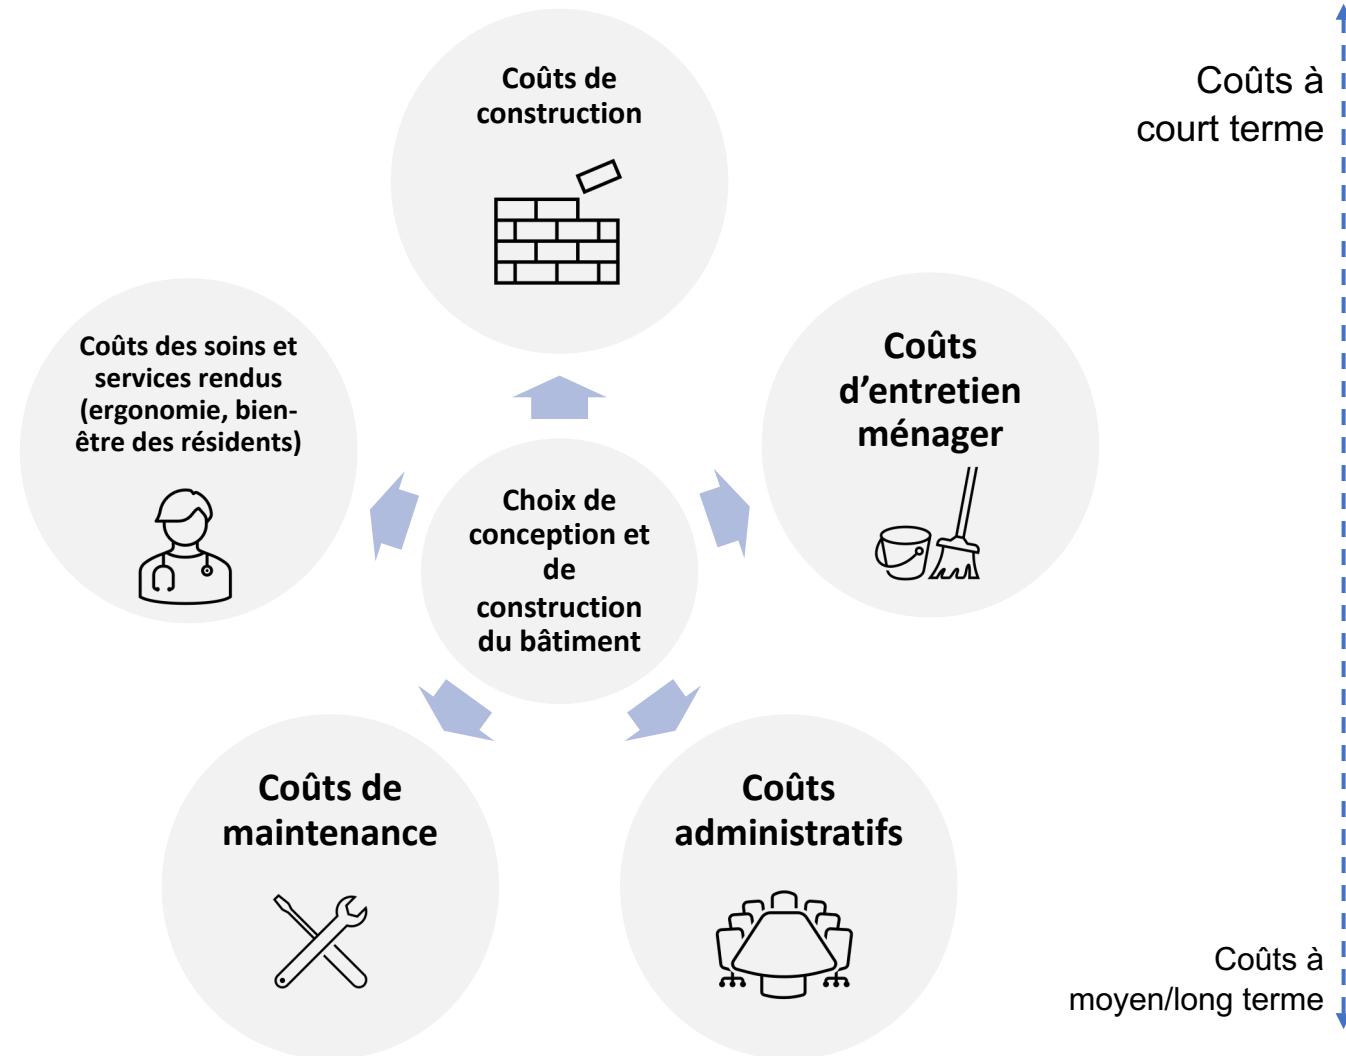 Coûts de
construction
Coûts à
court terme
Coûts des soins et
services rendus
(ergonomie, bien-
être des résidents)
Coûts
d’entretien
ménager
Choix de
conception et
de
construction
du bâtiment
Coûts de
maintenance
Coûts
administratifs
Coûts à
moyen/long terme